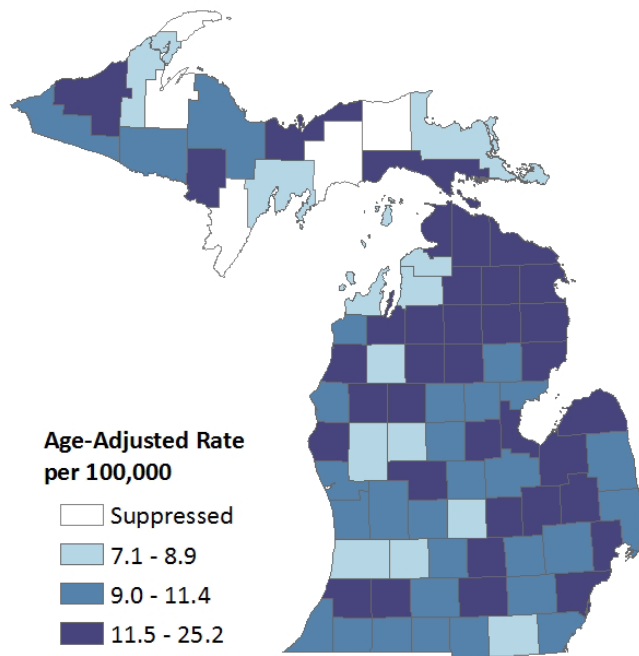 Age-Adjusted Rate
per 100,000
Suppressed
7.1 - 8.9
9.0 - 11.4
11.5 - 25.2